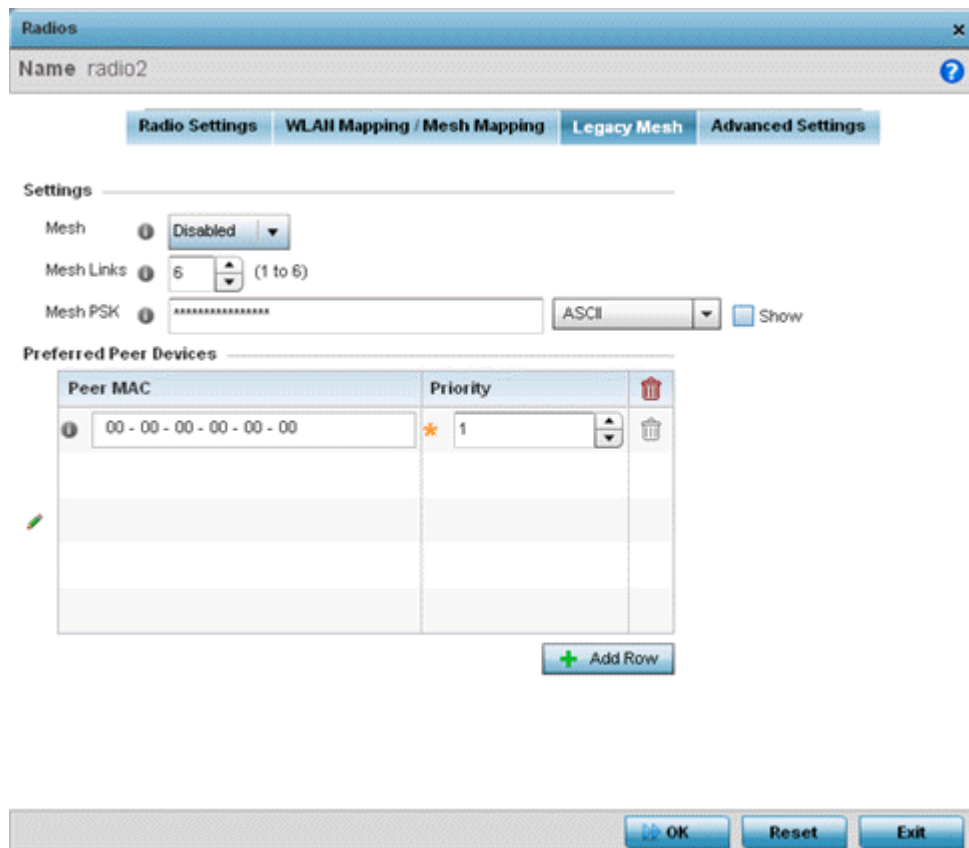 Radios x
Name radio2 ?
Radio Settings WLAN Mapping / Mesh Mapping Legacy Mesh Advanced Settings
Settings
Mesh Disabled
Mesh Links 6 (1 to 6)
Mesh PSK **************** ASCII Show
Preferred Peer Devices
Peer MAC Priority
00 - 00 - 00 - 00 - 00 - 00 * 1
+ Add Row
OK Reset Exit